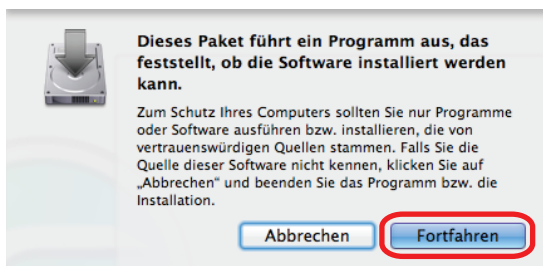 Dieses Paket führt ein Programm aus, das
feststellt, ob die Software installiert werden
kann.
Zum Schutz Ihres Computers sollten Sie nur Programme
oder Software ausführen bzw. installieren, die von
vertrauenswürdigen Quellen stammen. Falls Sie die
Quelle dieser Software nicht kennen, klicken Sie auf
„Abbrechen“ und beenden Sie das Programm bzw. die
Installation.
Abbrechen Fortfahren